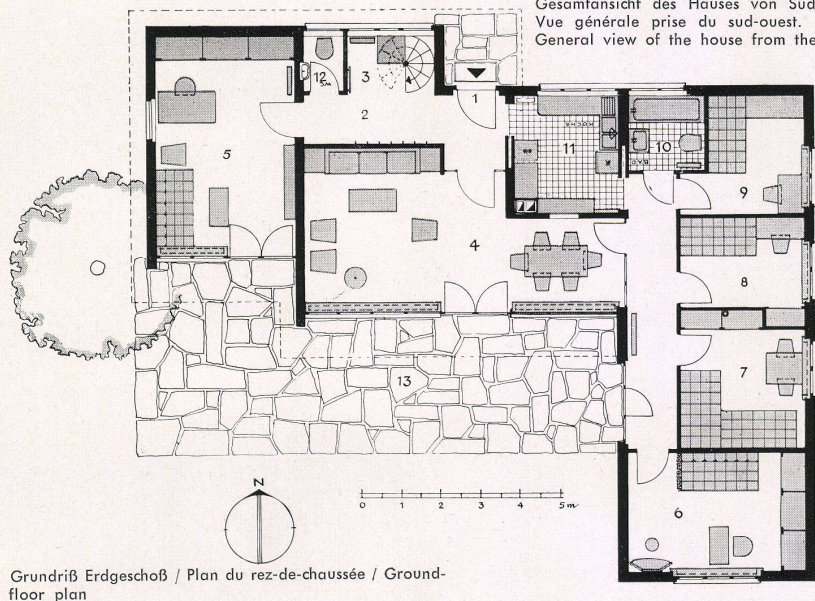 Gesamtansicht des Hauses von Süd
Vue générale prise du sud-ouest.
General view of the house from the
12
3
1
2
5
11
10
BAD
9
4
8
7
13
6
N
0 1 2 3 4 5 m
Grundriß Erdgeschoß / Plan du rez-de-chaussée / Ground-
floor plan